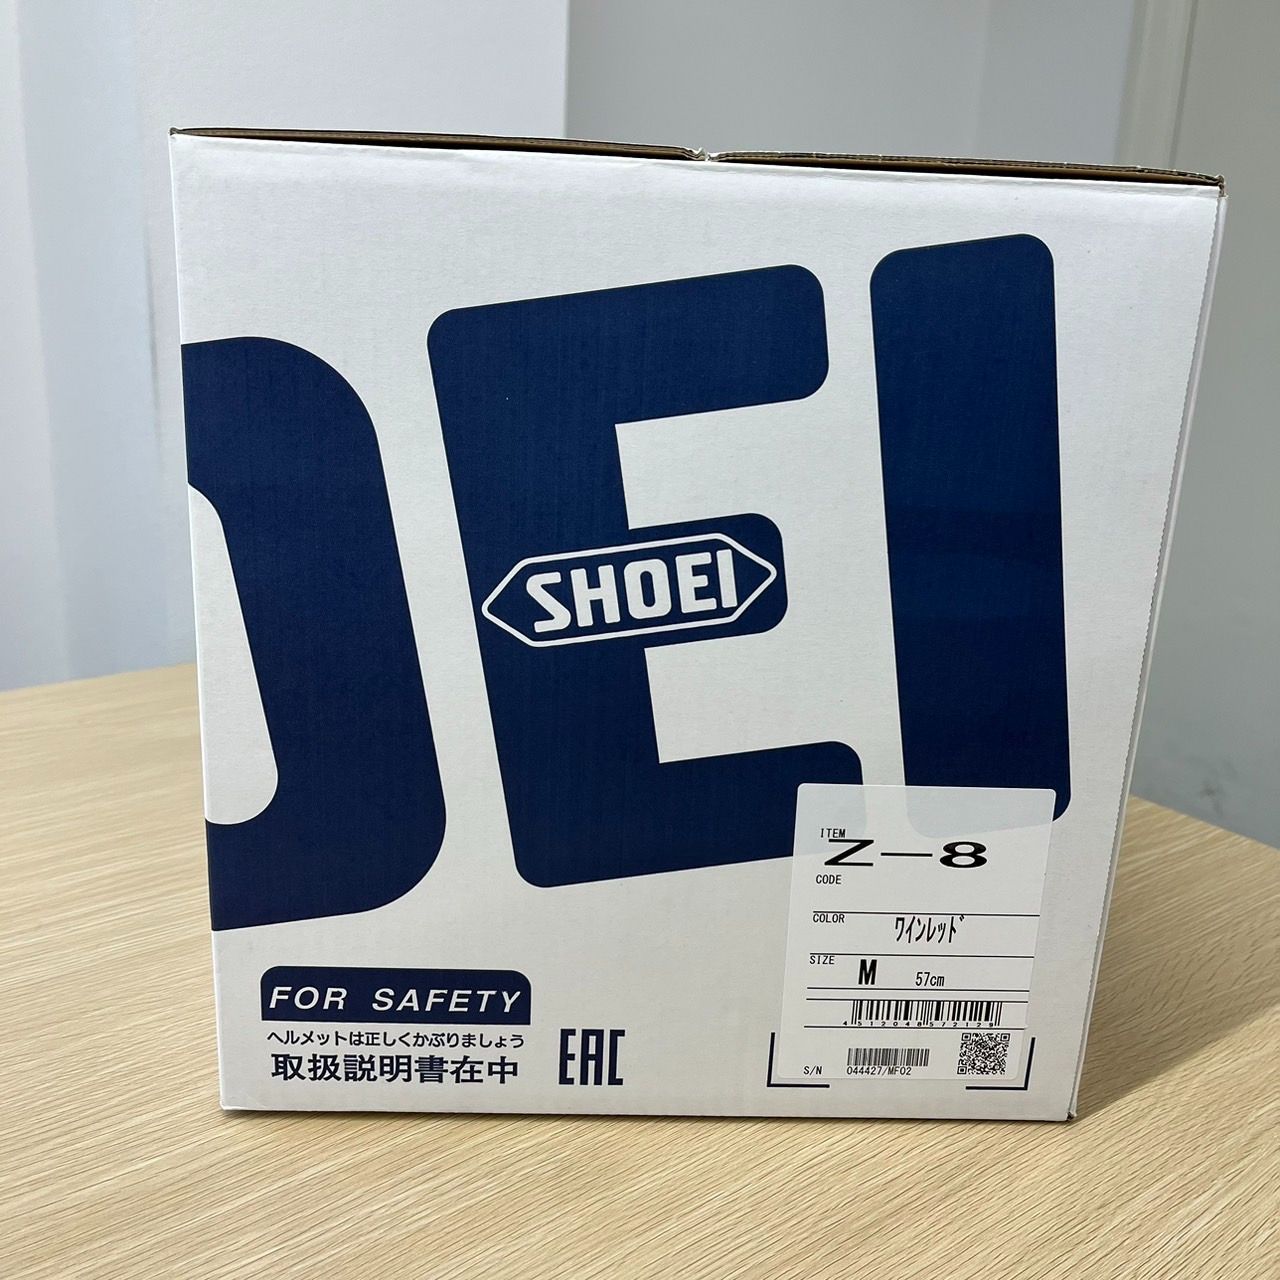 OEI
SHOEI
ITEM
Z-8
CODE
COLOR ワインレッド
SIZE M 57cm
4512048572129
S/N 044427/MF02
FOR SAFETY
ヘルメットは正しくかぶりましょう
取扱説明書在中
EAC